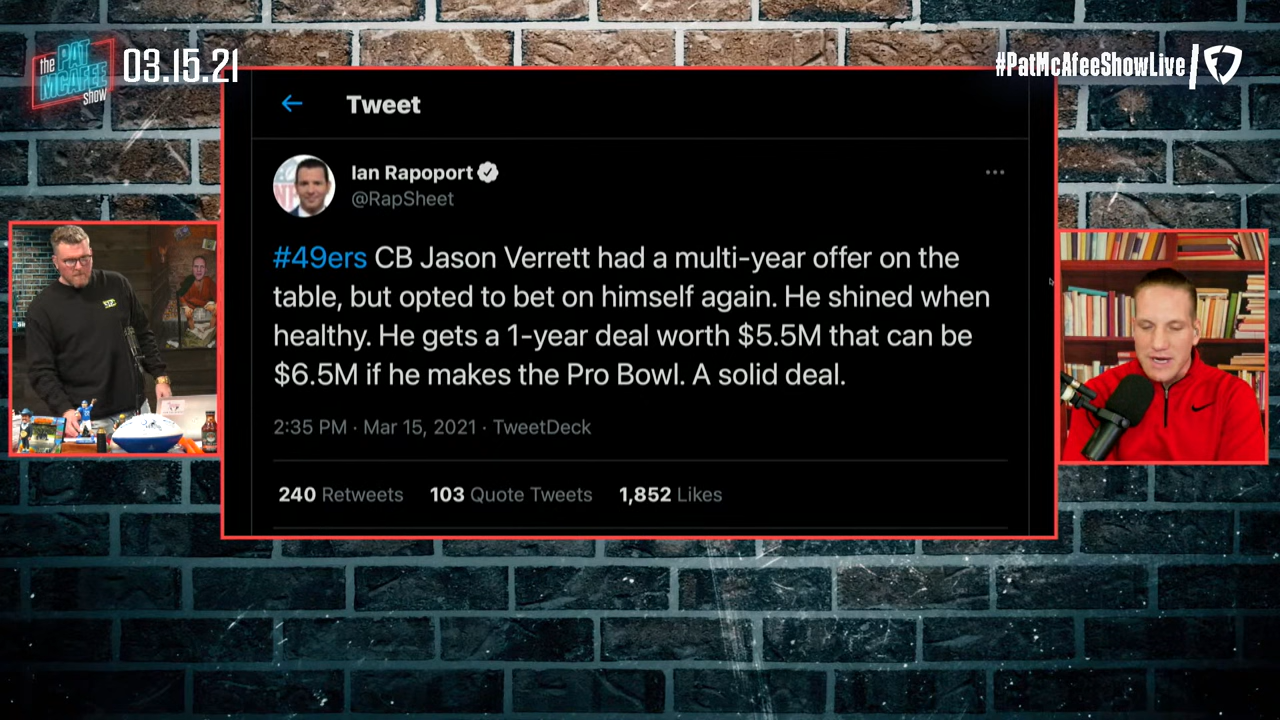 the PAT MCAFEE show
03.15.21
#PatMcAfeeShowLive
Tweet
Ian Rapoport
@RapSheet
#49ers CB Jason Verrett had a multi-year offer on the
table, but opted to bet on himself again. He shined when
healthy. He gets a 1-year deal worth $5.5M that can be
$6.5M if he makes the Pro Bowl. A solid deal.
2:35 PM · Mar 15, 2021 · TweetDeck
240 Retweets 103 Quote Tweets 1,852 Likes